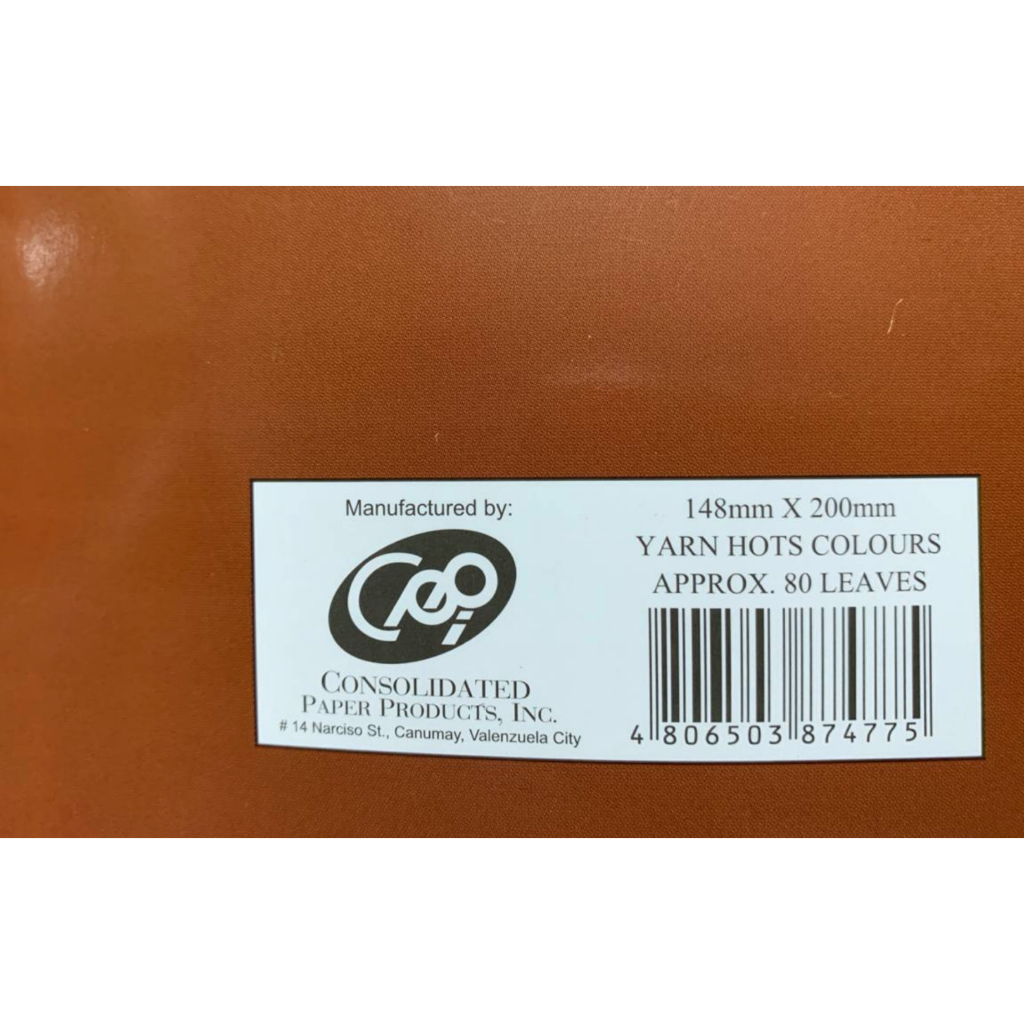 Manufactured by:
CONSOLIDATED
PAPER PRODUCTS, INC.
# 14 Narciso St., Canumay, Valenzuela City
148mm X 200mm
YARN HOTS COLOURS
APPROX. 80 LEAVES
4 806503 874775